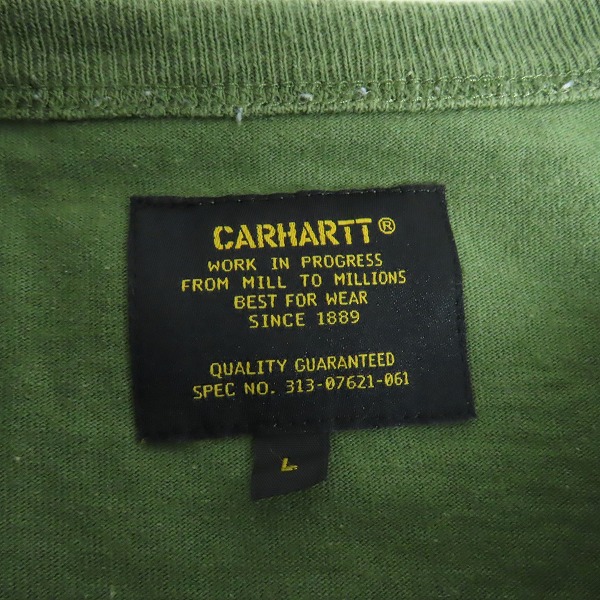 CARHARTT®
WORK IN PROGRESS
FROM MILL TO MILLIONS
BEST FOR WEAR
SINCE 1889
QUALITY GUARANTEED
SPEC NO. 313-07621-061
L